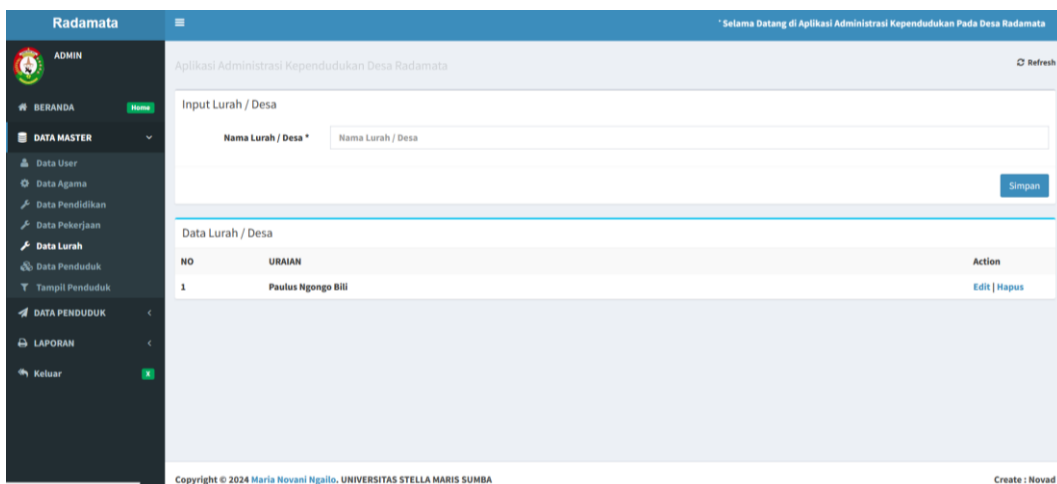 Radamata
* Selama Datang di Aplikasi Administrasi Kependudukan Pada Desa Radamata
ADMIN
Aplikasi Administrasi Kependudukan Desa Radamata
Refresh
BERANDA Home
DATA MASTER
Data User
Data Agama
Data Pendidikan
Data Pekerjaan
Data Lurah
Data Penduduk
Tampil Penduduk
DATA PENDUDUK
LAPORAN
Keluar X
Input Lurah / Desa
Nama Lurah / Desa * Nama Lurah / Desa
Simpan
Data Lurah / Desa
NO URAIAN Action
1 Paulus Ngongo Bili Edit | Hapus
Copyright © 2024 Maria Novani Ngailo. UNIVERSITAS STELLA MARIS SUMBA
Create : Novad